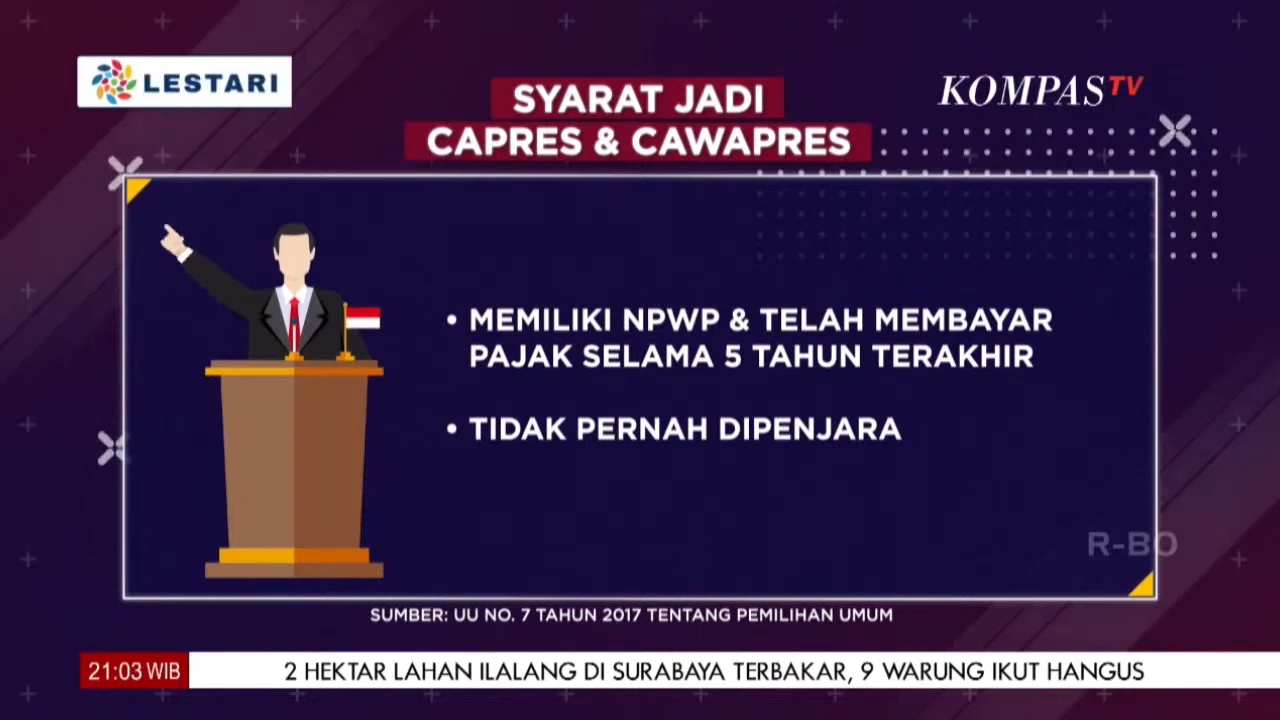 LESTARI
KOMPASTV
SYARAT JADI
CAPRES & CAWAPRES
• MEMILIKI NPWP & TELAH MEMBAYAR
PAJAK SELAMA 5 TAHUN TERAKHIR
• TIDAK PERNAH DIPENJARA
R-BO
SUMBER: UU NO. 7 TAHUN 2017 TENTANG PEMILIHAN UMUM
21:03 WIB
2 HEKTAR LAHAN ILALANG DI SURABAYA TERBAKAR, 9 WARUNG IKUT HANGUS